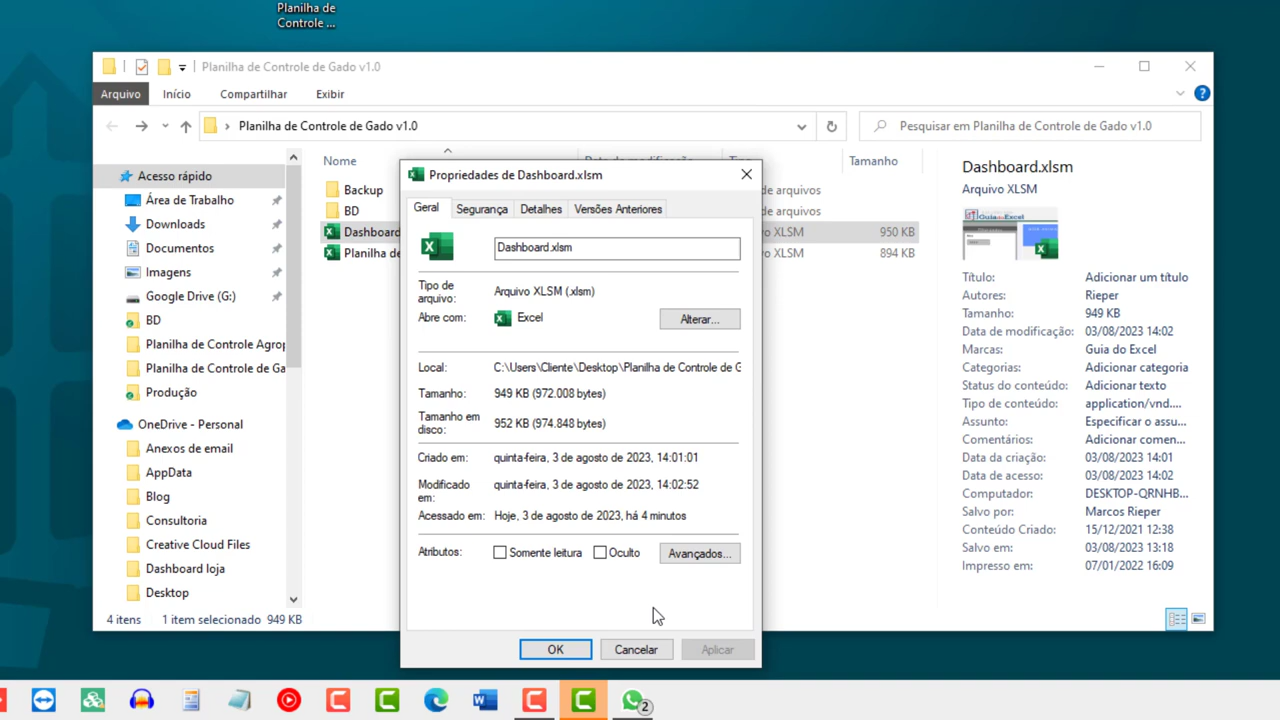 Planilha de
Controle ...
Planilha de Controle de Gado v1.0
Arquivo
Início
Compartilhar
Exibir
Planilha de Controle de Gado v1.0
Pesquisar em Planilha de Controle de Gado v1.0
Acesso rápido
Área de Trabalho
Downloads
Documentos
Imagens
Google Drive (G:)
BD
Planilha de Controle Agrop
Planilha de Controle de Ga
Produção
OneDrive - Personal
Anexos de email
AppData
Blog
Consultoria
Creative Cloud Files
Dashboard loja
Desktop
Nome
Tamanho
Backup
de arquivos
BD
de arquivos
Dashboard
XLSM
950 KB
Planilha de
XLSM
894 KB
Propriedades de Dashboard.xlsm
Geral
Segurança
Detalhes
Versões Anteriores
Dashboard.xlsm
Tipo de
arquivo:
Arquivo XLSM (.xlsm)
Abre com:
Excel
Alterar...
Local:
C:\Users\Cliente\Desktop\Planilha de Controle de G
Tamanho:
949 KB (972.008 bytes)
Tamanho em
disco:
952 KB (974.848 bytes)
Criado em:
quinta-feira, 3 de agosto de 2023, 14:01:01
Modificado
em:
quinta-feira, 3 de agosto de 2023, 14:02:52
Acessado em:
Hoje, 3 de agosto de 2023, há 4 minutos
Atributos:
Somente leitura
Oculto
Avançados...
OK
Cancelar
Aplicar
Dashboard.xlsm
Arquivo XLSM
Guia do Excel
Título: Adicionar um título
Autores: Rieper
Tamanho: 949 KB
Data de modificação: 03/08/2023 14:02
Marcas: Guia do Excel
Categorias: Adicionar categoria
Status do conteúdo: Adicionar texto
Tipo de conteúdo: application/vnd....
Assunto: Especificar o assu...
Comentários: Adicionar comen...
Data da criação: 03/08/2023 14:01
Data de acesso: 03/08/2023 14:02
Computador: DESKTOP-QRNHB...
Salvo por: Marcos Rieper
Conteúdo Criado: 15/12/2021 12:38
Salvo em: 03/08/2023 13:18
Impresso em: 07/01/2022 16:09
4 itens
1 item selecionado 949 KB
2